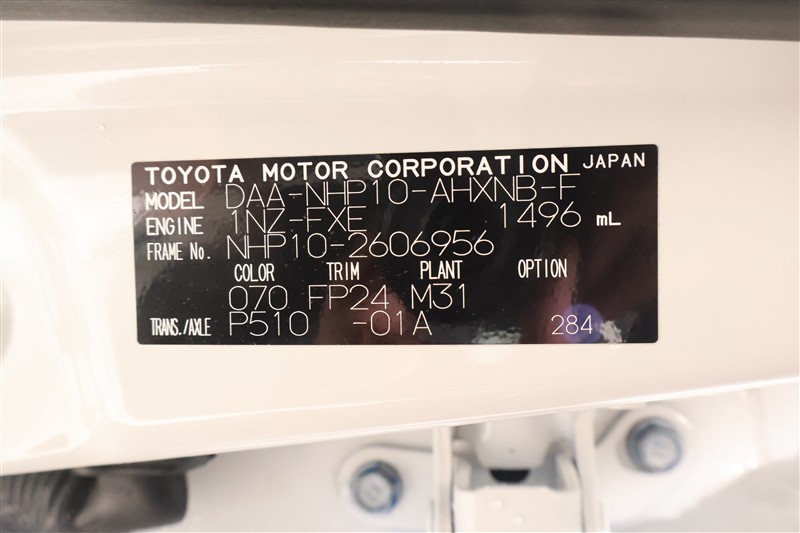 TOYOTA MOTOR CORPORATION JAPAN
MODEL DAA-NHP10-AHXNB-F
ENGINE 1NZ-FXE 1496 mL
FRAME No. NHP10-2606956
COLOR TRIM PLANT OPTION
070 FP24 M31
TRANS./AXLE P510 -01A 284